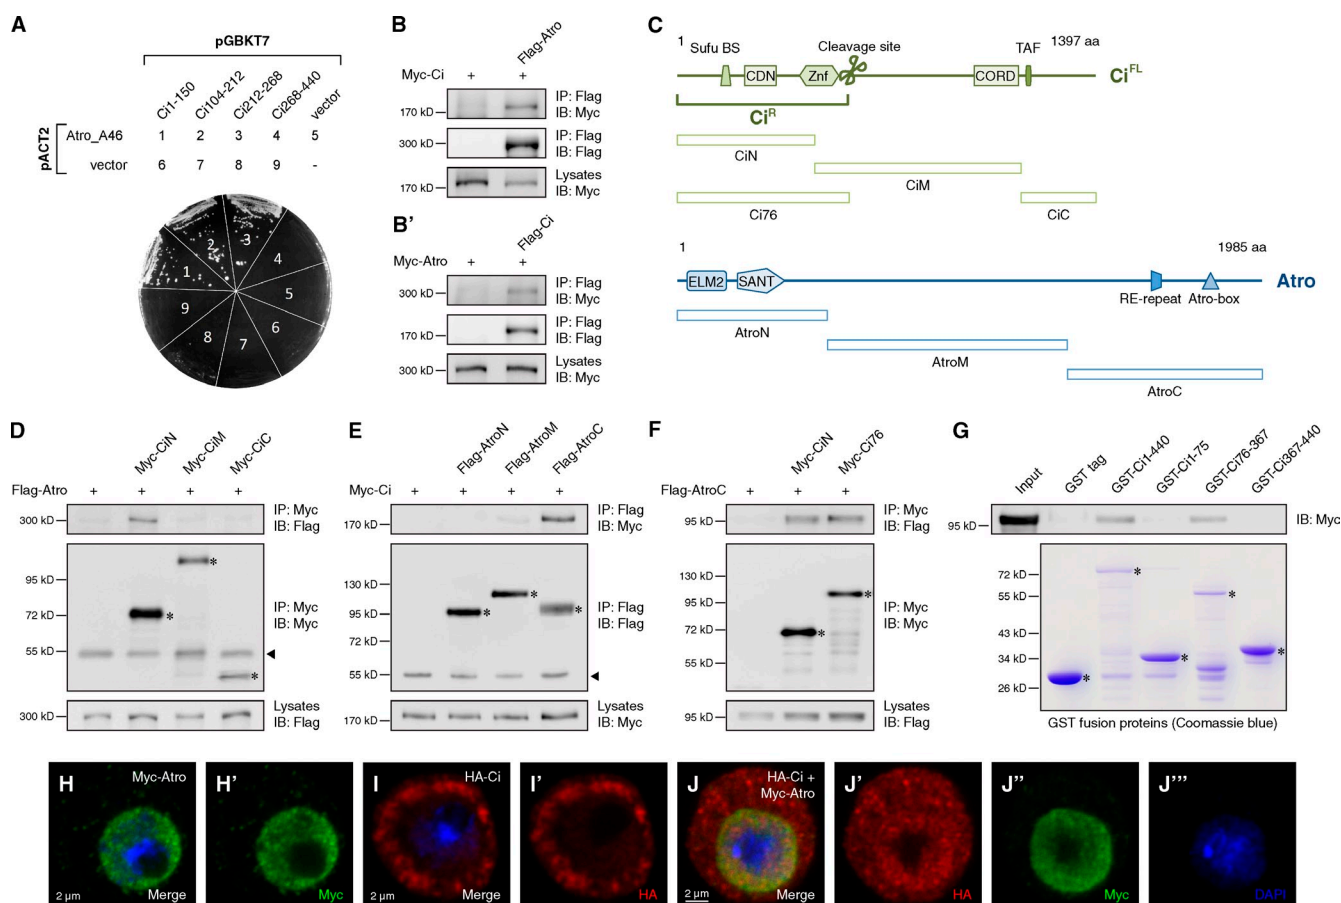 A
pGBKT7
Ci1-150
Ci104-212
Ci212-268
Ci268-440
vector
pACT2
Atro_A46 1 2 3 4 5
vector 6 7 8 9 -
1
2
3
4
5
6
7
8
9
B
Flag-Atro
Myc-Ci + +
170 kD
IP: Flag
IB: Myc
300 kD
IP: Flag
IB: Flag
170 kD
Lysates
IB: Myc
B'
Flag-Ci
Myc-Atro + +
300 kD
IP: Flag
IB: Myc
170 kD
IP: Flag
IB: Flag
300 kD
Lysates
IB: Myc
C
1
1397 aa
Sufu BS
Cleavage site
TAF
CDN
Znf
CORD
CiFL
CiR
CiN
CiM
Ci76
CiC
1
1985 aa
ELM2
SANT
Atro
RE-repeat
Atro-box
AtroN
AtroM
AtroC
D
Myc-CiN
Myc-CiM
Myc-CiC
Flag-Atro + + + +
300 kD
IP: Myc
IB: Flag
95 kD
72 kD
55 kD
*
*
*
IP: Myc
IB: Myc
300 kD
Lysates
IB: Flag
E
Flag-AtroN
Flag-AtroM
Flag-AtroC
Myc-Ci + + + +
170 kD
IP: Flag
IB: Myc
130 kD
95 kD
72 kD
55 kD
*
*
*
IP: Flag
IB: Flag
170 kD
Lysates
IB: Myc
F
Myc-CiN
Myc-Ci76
Flag-AtroC + + +
95 kD
IP: Myc
IB: Flag
130 kD
95 kD
72 kD
55 kD
*
*
IP: Myc
IB: Myc
95 kD
Lysates
IB: Flag
G
Input
GST tag
GST-Ci1-440
GST-Ci1-75
GST-Ci76-367
GST-Ci367-440
95 kD
IB: Myc
72 kD
55 kD
43 kD
34 kD
26 kD
*
*
*
*
*
GST fusion proteins (Coomassie blue)
H
Myc-Atro
2 µm
Merge
H'
Myc
I
HA-Ci
2 µm
Merge
I'
HA
J
HA-Ci +
Myc-Atro
2 µm
Merge
J'
HA
J''
Myc
J'''
DAPI